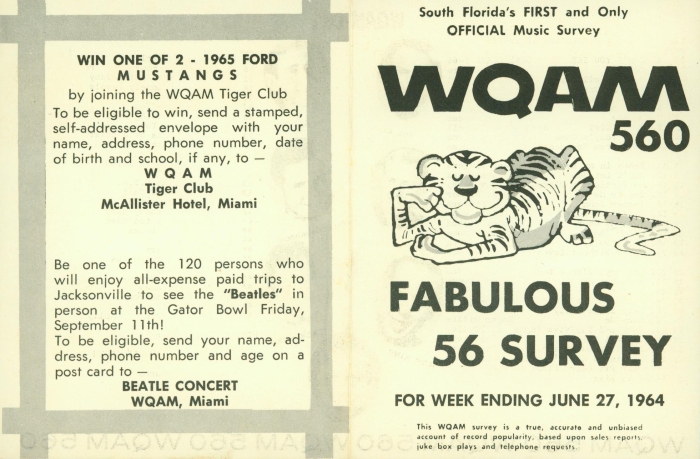 WIN ONE OF 2 - 1965 FORD
MUSTANGS
by joining the WQAM Tiger Club
To be eligible to win, send a stamped,
self-addressed envelope with your
name, address, phone number, date
of birth and school, if any, to —
WQAM
Tiger Club
McAllister Hotel, Miami
Be one of the 120 persons who
will enjoy all-expense paid trips to
Jacksonville to see the "Beatles" in
person at the Gator Bowl Friday,
September 11th!
To be eligible, send your name, ad-
dress, phone number and age on a
post card to —
BEATLE CONCERT
WQAM, Miami
South Florida's FIRST and Only
OFFICIAL Music Survey
WQAM
560
FABULOUS
56 SURVEY
FOR WEEK ENDING JUNE 27, 1964
This WQAM survey is a true, accurate and unbiased
account of record popularity, based upon sales reports,
juke box plays and telephone requests.